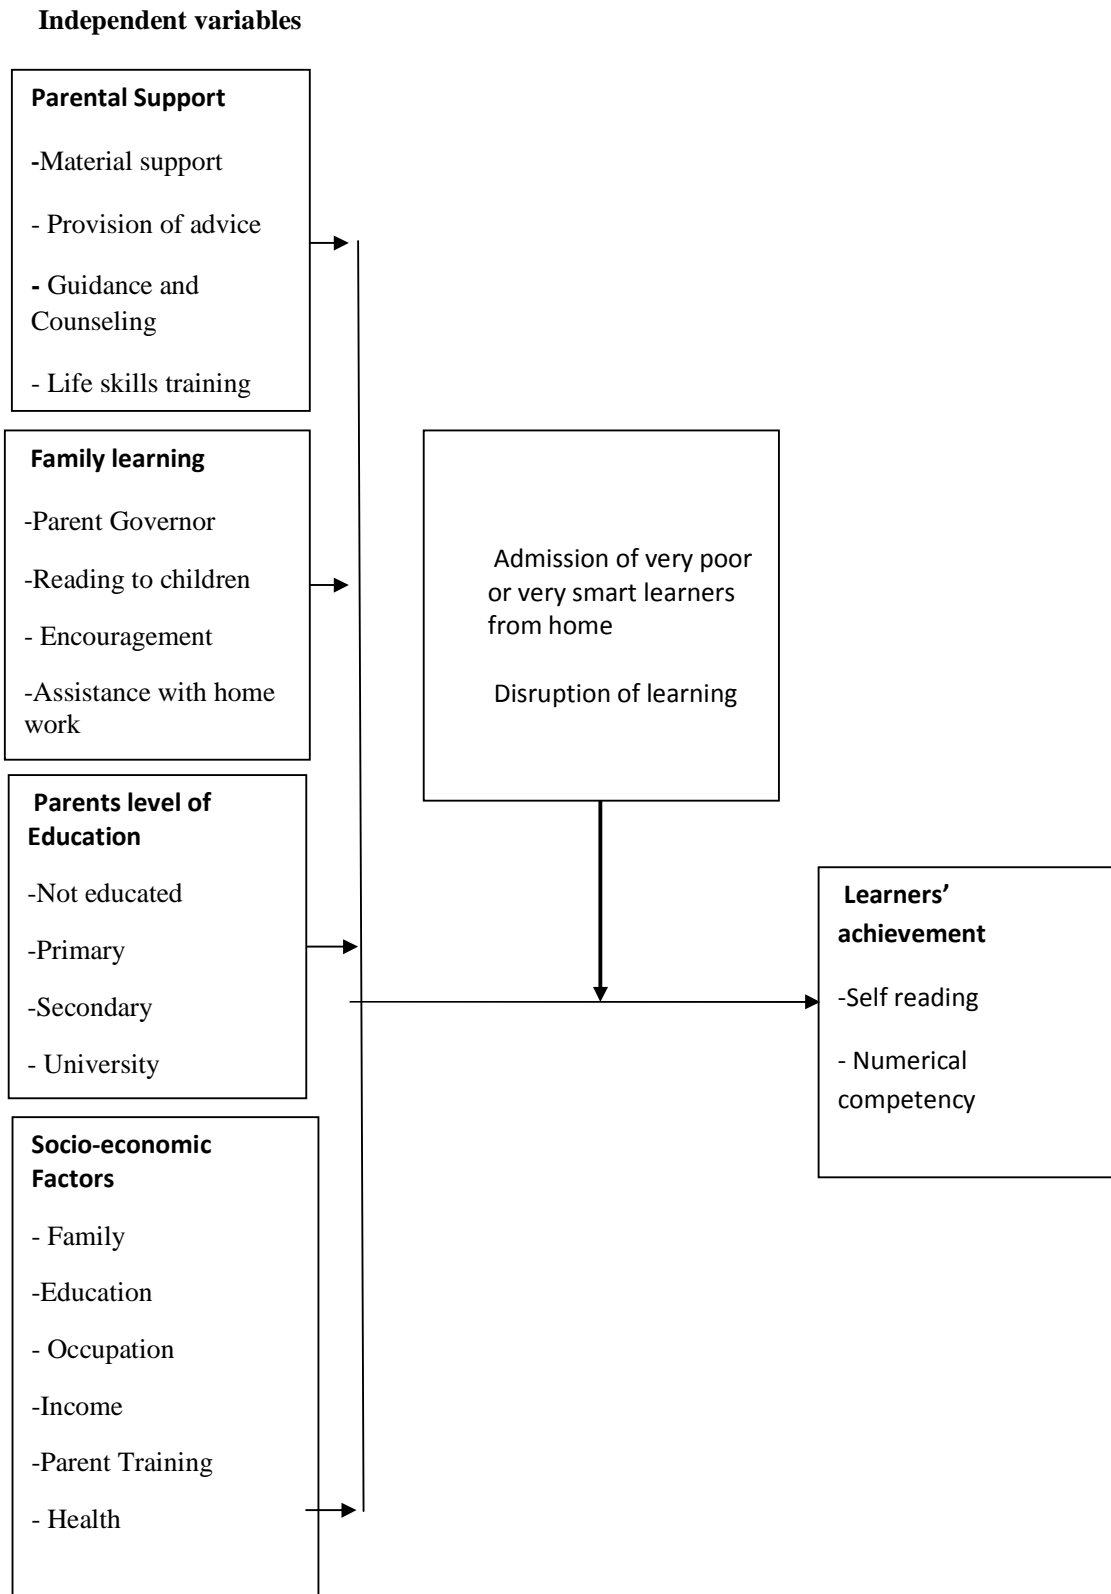 Independent variables
Parental Support
-Material support
- Provision of advice
- Guidance and
Counseling
- Life skills training
Family learning
-Parent Governor
-Reading to children
- Encouragement
-Assistance with home
work
Parents level of
Education
-Not educated
-Primary
-Secondary
- University
Socio-economic
Factors
- Family
-Education
- Occupation
-Income
-Parent Training
- Health
Admission of very poor
or very smart learners
from home
Disruption of learning
Learners’
achievement
-Self reading
- Numerical
competency